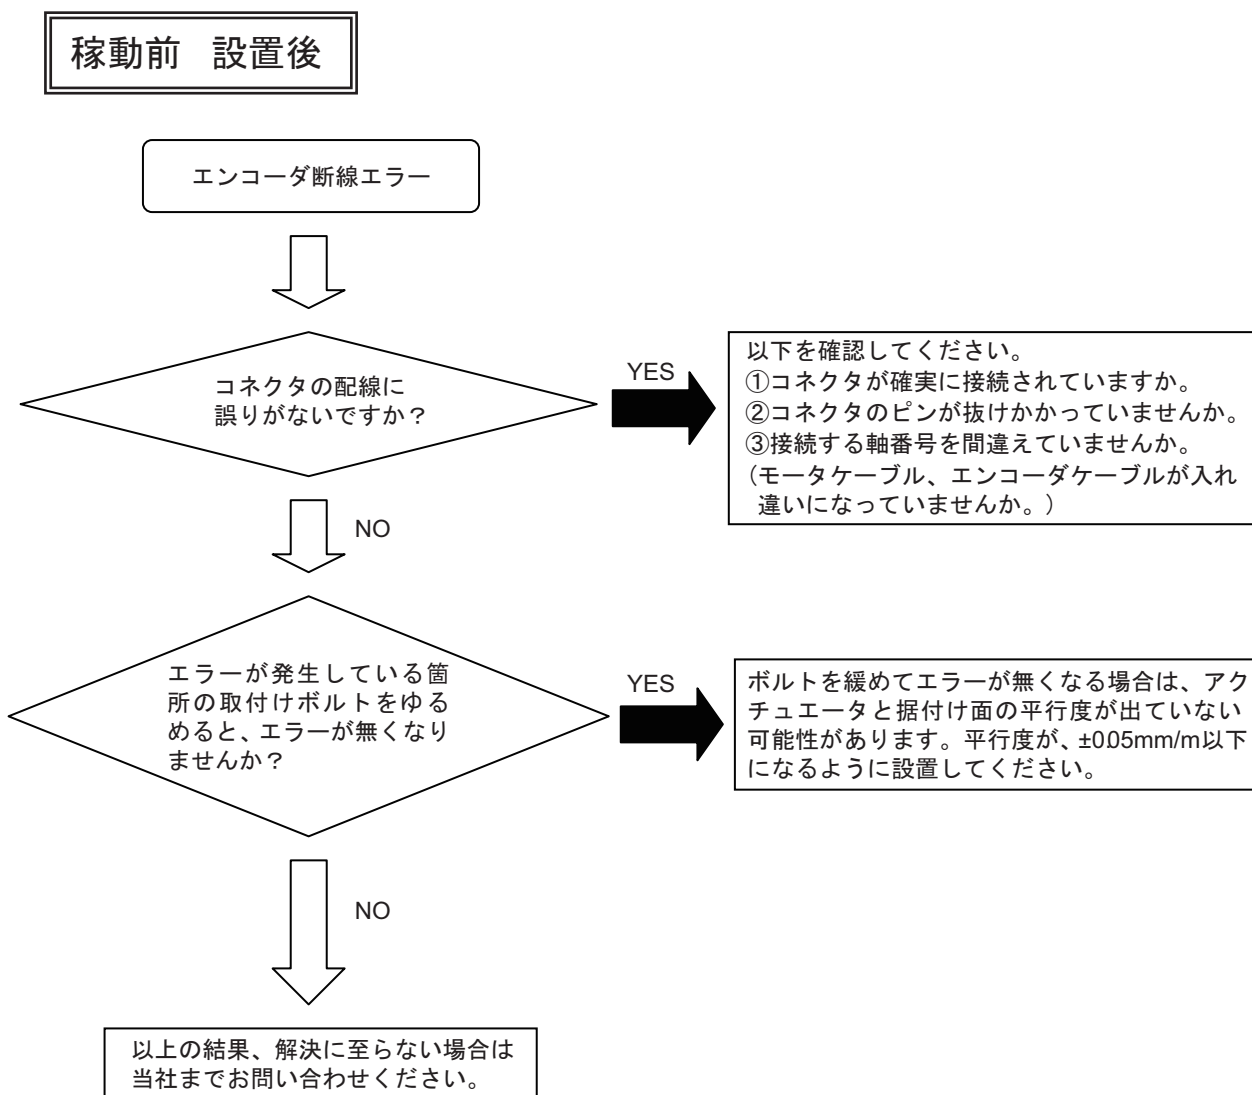 稼動前 設置後
エンコーダ断線エラー
コネクタの配線に
誤りがないですか？
YES
以下を確認してください。
①コネクタが確実に接続されていますか。
②コネクタのピンが抜けかかっていませんか。
③接続する軸番号を間違えていませんか。
(モータケーブル、エンコーダケーブルが入れ
違いになっていませんか。)
NO
エラーが発生している箇
所の取付けボルトをゆる
めると、エラーが無くなり
ませんか？
YES
ボルトを緩めてエラーが無くなる場合は、アク
チュエータと据付け面の平行度が出ていない
可能性があります。平行度が、±0.05mm/m以下
になるように設置してください。
NO
以上の結果、解決に至らない場合は
当社までお問い合わせください。